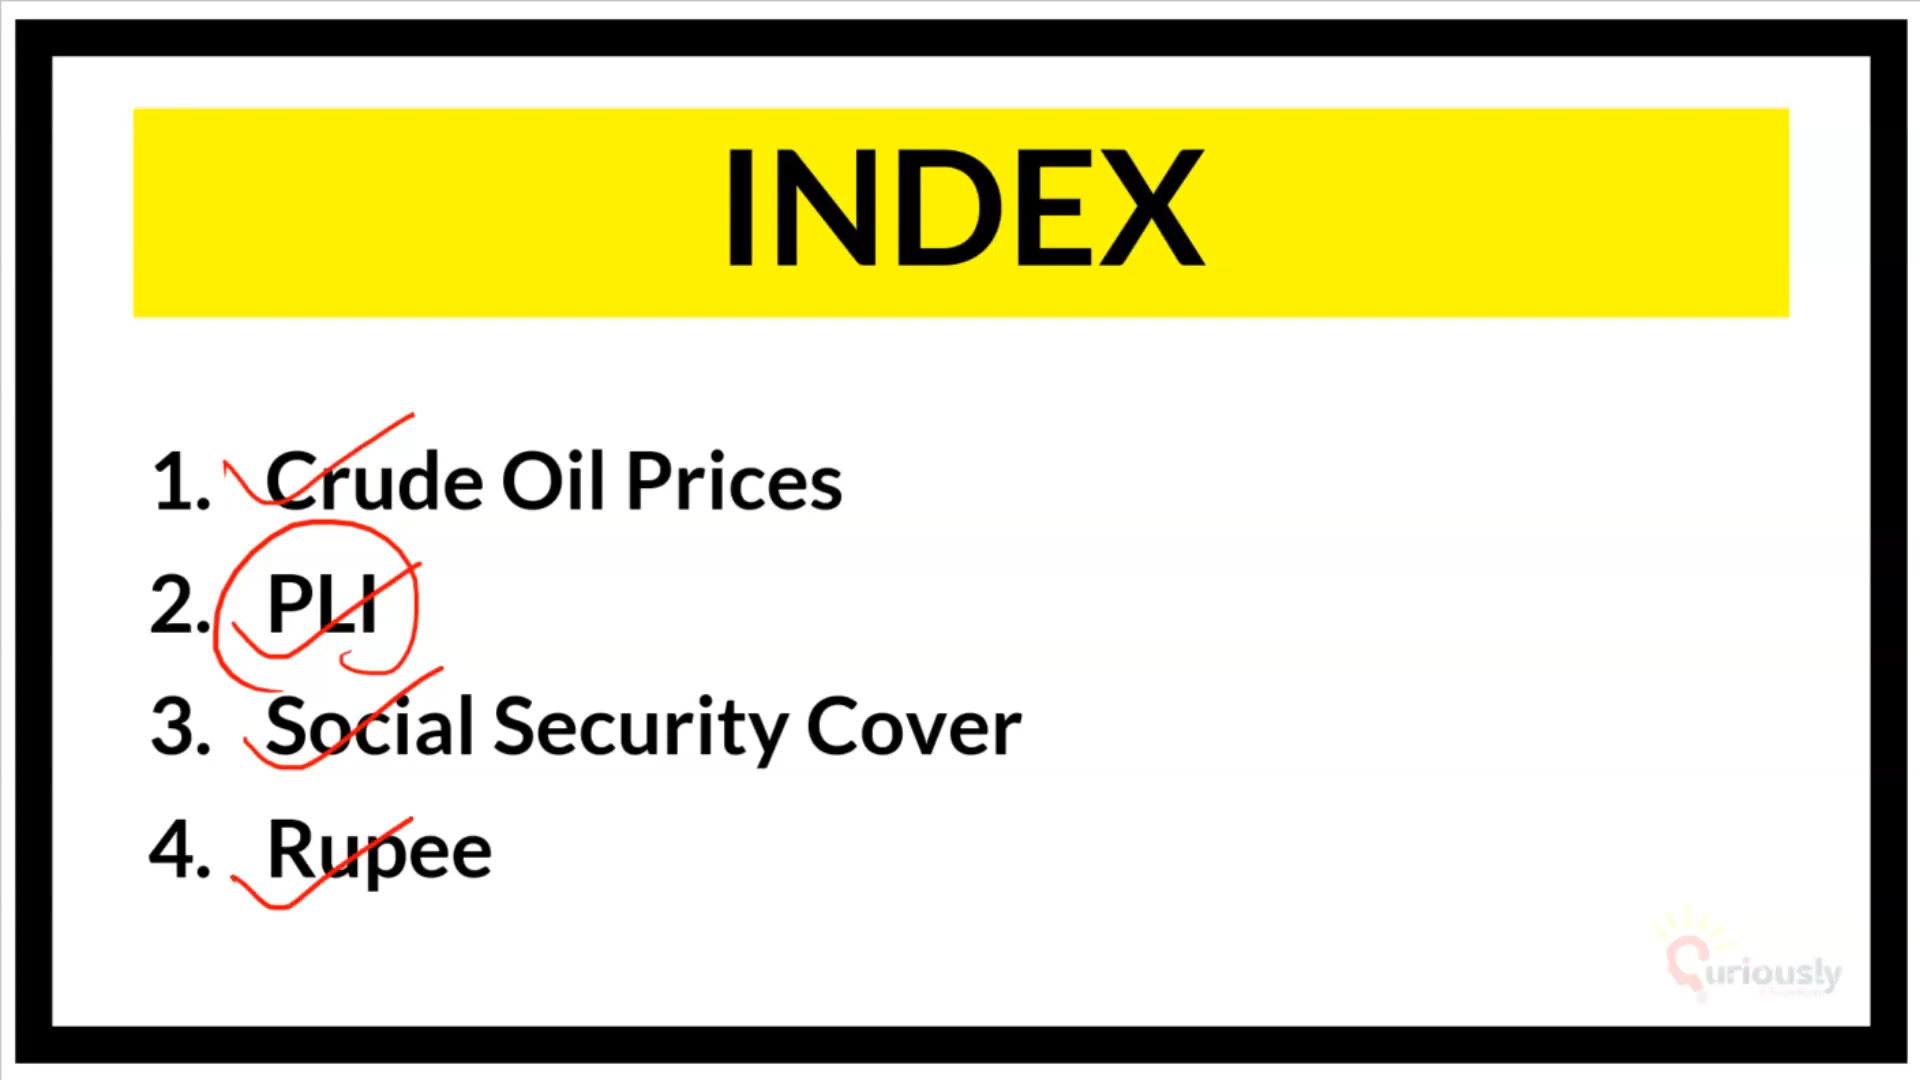 INDEX
1. Crude Oil Prices
2. PLI
3. Social Security Cover
4. Rupee
Curiously